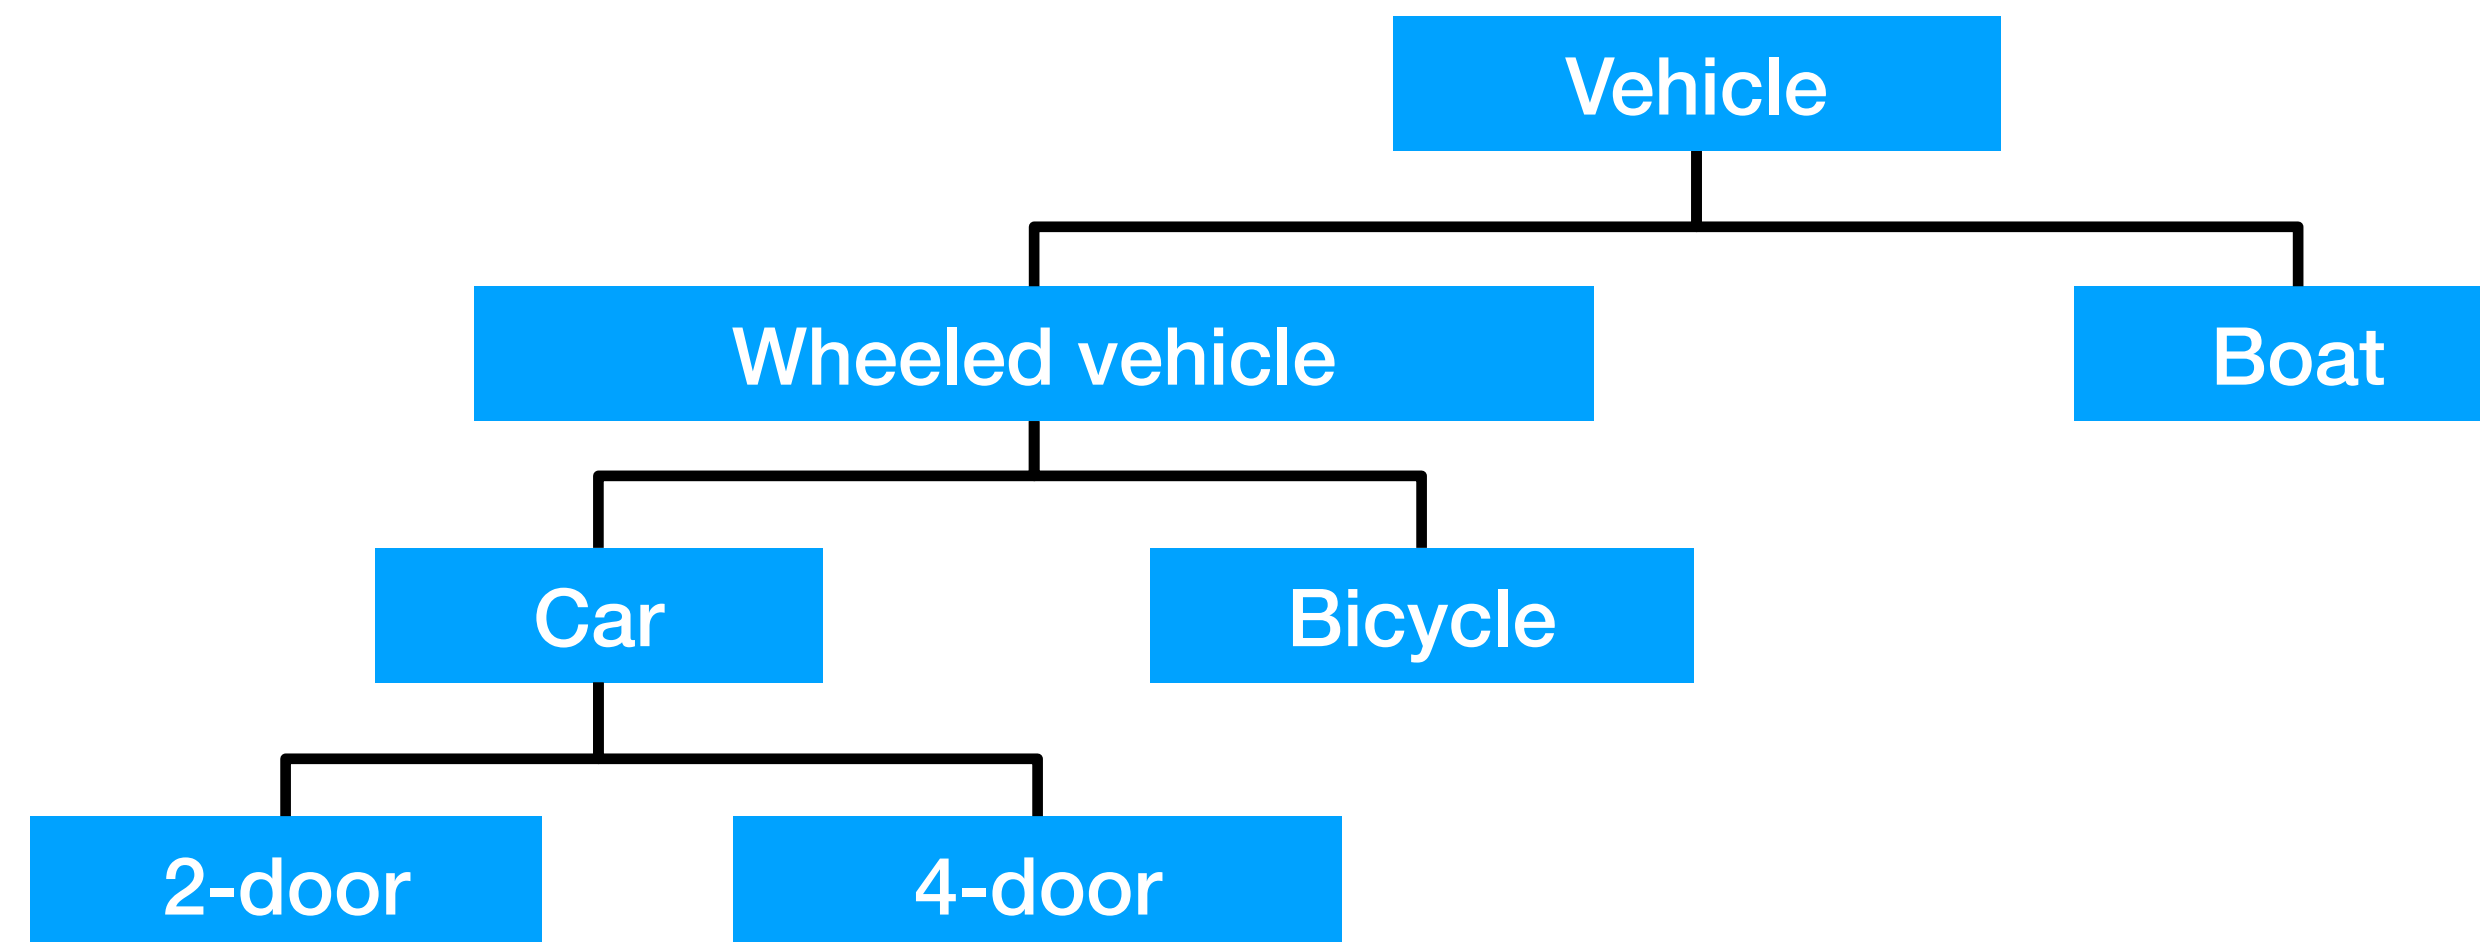 Vehicle
Wheeled vehicle
Boat
Car
Bicycle
2-door
4-door